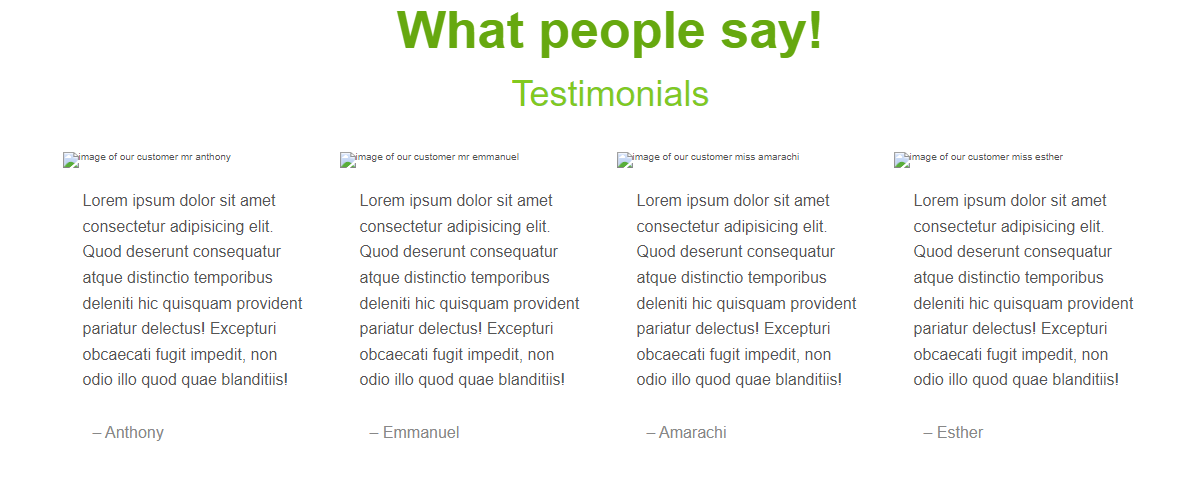 What people say!
Testimonials
image of our customer mr anthony
Lorem ipsum dolor sit amet
consectetur adipisicing elit.
Quod deserunt consequatur
atque distinctio temporibus
deleniti hic quisquam provident
pariatur delectus! Excepturi
obcaecati fugit impedit, non
odio illo quod quae blanditiis!
– Anthony
image of our customer mr emmanuel
Lorem ipsum dolor sit amet
consectetur adipisicing elit.
Quod deserunt consequatur
atque distinctio temporibus
deleniti hic quisquam provident
pariatur delectus! Excepturi
obcaecati fugit impedit, non
odio illo quod quae blanditiis!
– Emmanuel
image of our customer miss amarachi
Lorem ipsum dolor sit amet
consectetur adipisicing elit.
Quod deserunt consequatur
atque distinctio temporibus
deleniti hic quisquam provident
pariatur delectus! Excepturi
obcaecati fugit impedit, non
odio illo quod quae blanditiis!
– Amarachi
image of our customer miss esther
Lorem ipsum dolor sit amet
consectetur adipisicing elit.
Quod deserunt consequatur
atque distinctio temporibus
deleniti hic quisquam provident
pariatur delectus! Excepturi
obcaecati fugit impedit, non
odio illo quod quae blanditiis!
– Esther